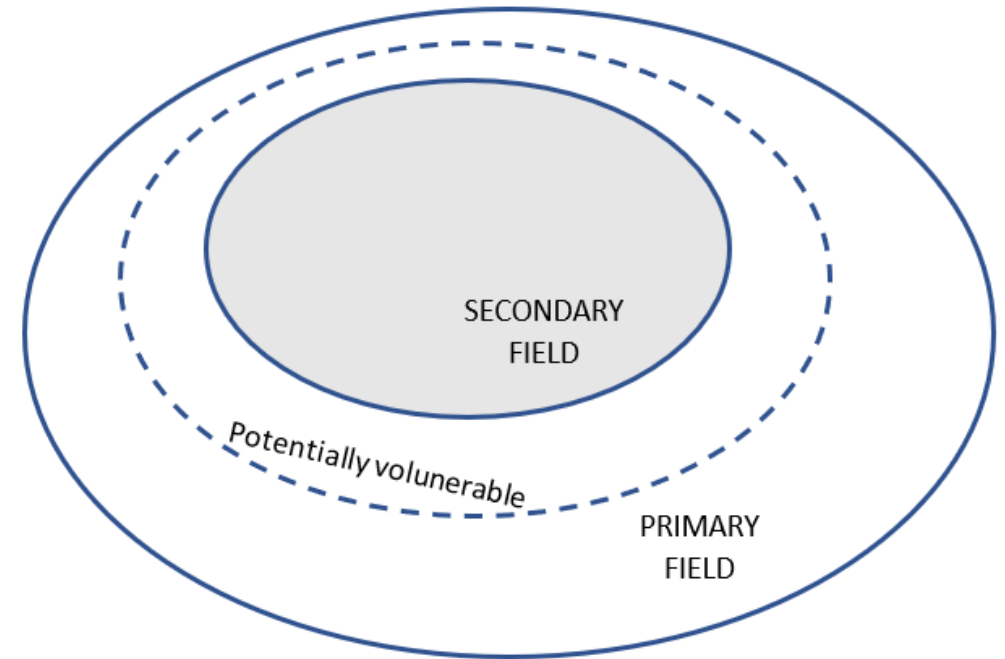 SECONDARY
FIELD
Potentially volunerable
PRIMARY
FIELD